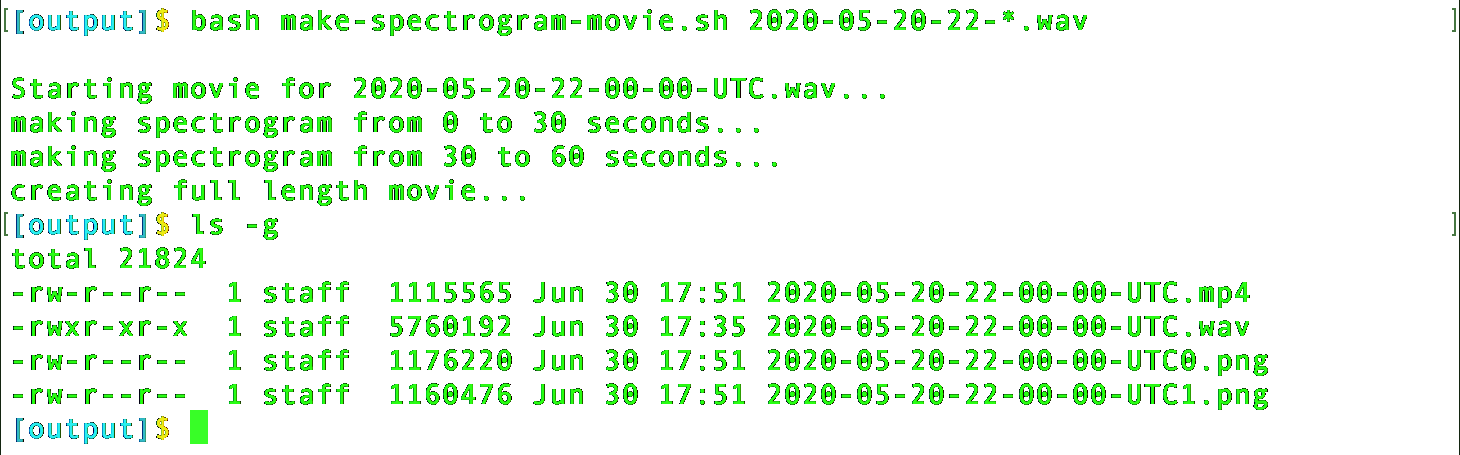 [[output]$ bash make-spectrogram-movie.sh 2020-05-20-22-*.wav ]
Starting movie for 2020-05-20-22-00-00-UTC.wav...
making spectrogram from 0 to 30 seconds...
making spectrogram from 30 to 60 seconds...
creating full length movie...
[[output]$ ls -g ]
total 21824
-rw-r--r--  1 staff  1115565 Jun 30 17:51 2020-05-20-22-00-00-UTC.mp4
-rwxr-xr-x  1 staff  5760192 Jun 30 17:35 2020-05-20-22-00-00-UTC.wav
-rw-r--r--  1 staff  1176220 Jun 30 17:51 2020-05-20-22-00-00-UTC0.png
-rw-r--r--  1 staff  1160476 Jun 30 17:51 2020-05-20-22-00-00-UTC1.png
[output]$